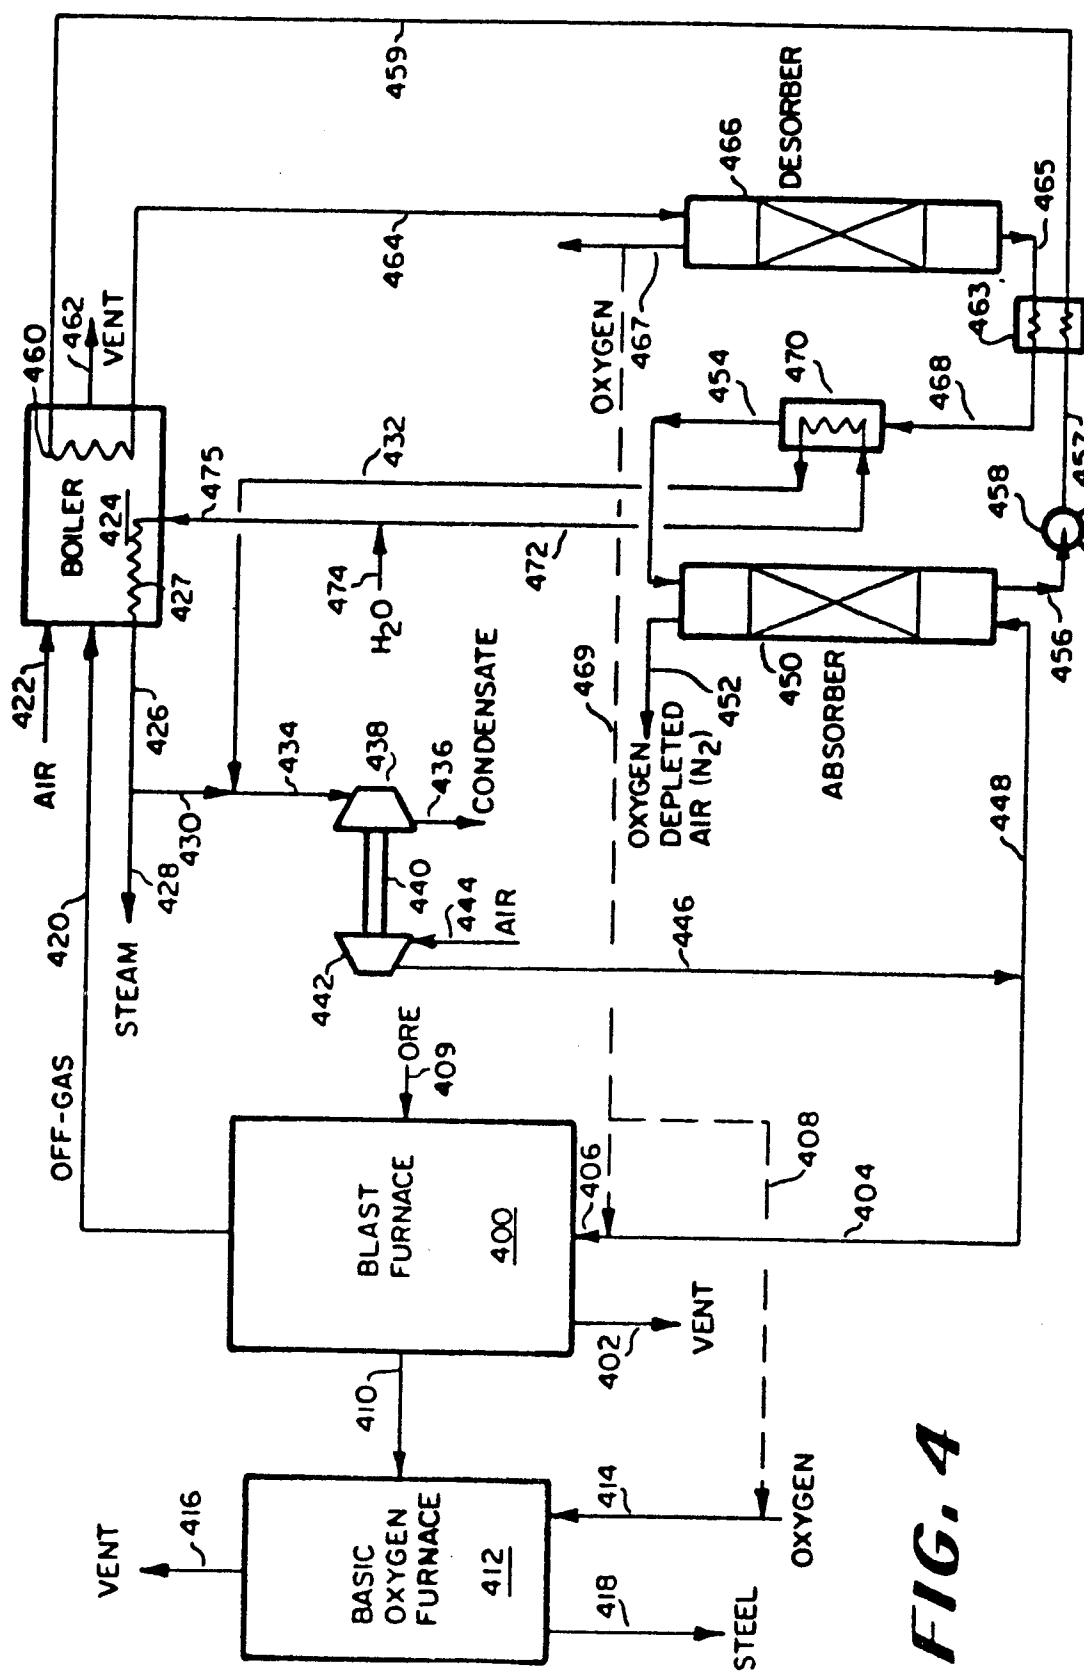 459
DESORBER
466
465
464
467
OXYGEN
463
460
462
VENT
454
470
468
457
458
432
475
BOILER
424
427
472
474
H2O
456
450
ABSORBER
452
469
OXYGEN
DEPLETED
AIR (N2)
422
AIR
426
434
438
436
CONDENSATE
430
428
STEAM
440
444
AIR
442
446
448
420
OFF-GAS
ORE
409
BLAST
FURNACE
400
406
408
404
402
VENT
410
BASIC
OXYGEN
FURNACE
412
414
OXYGEN
416
VENT
418
STEEL
FIG. 4